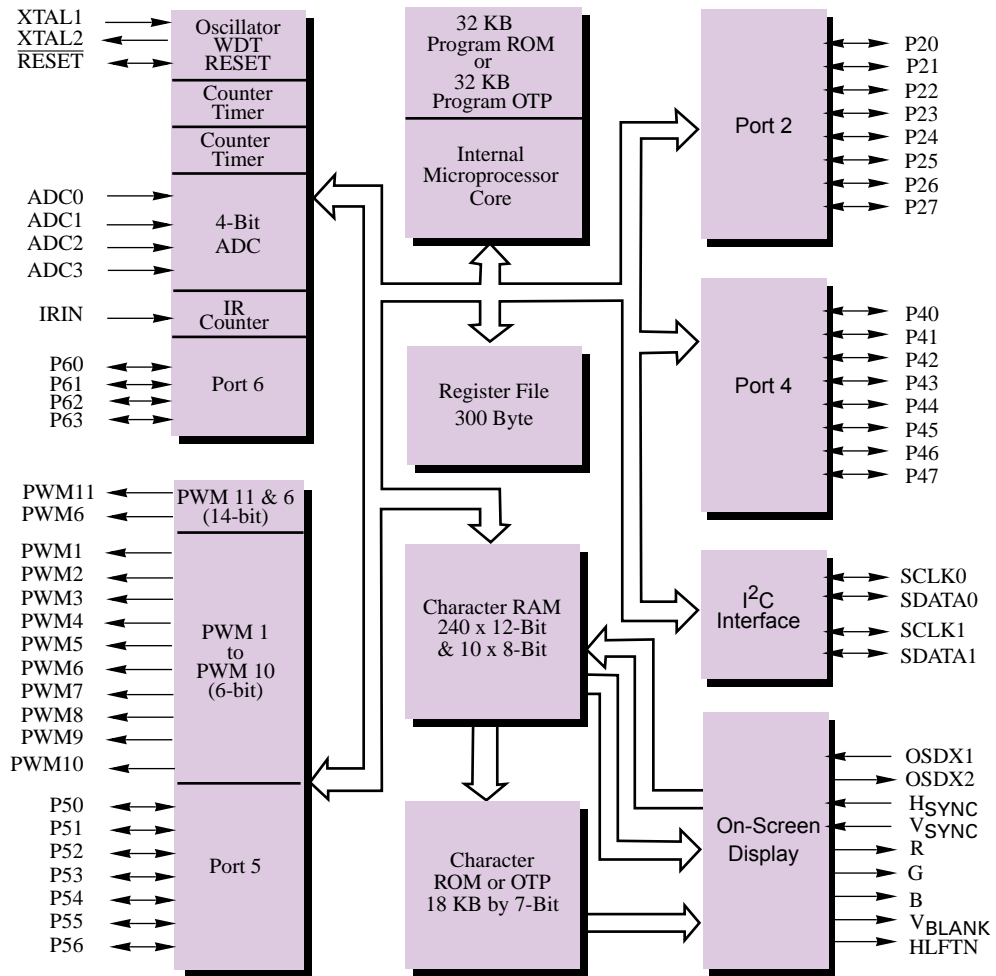 XTAL1
XTAL2
RESET
Oscillator
WDT
RESET
Counter
Timer
Counter
Timer
ADC0
ADC1
ADC2
ADC3
4-Bit
ADC
IRIN
IR
Counter
P60
P61
P62
P63
Port 6
32 KB
Program ROM
or
32 KB
Program OTP
Internal
Microprocessor
Core
Register File
300 Byte
Port 2
P20
P21
P22
P23
P24
P25
P26
P27
Port 4
P40
P41
P42
P43
P44
P45
P46
P47
PWM11
PWM6
PWM 11 & 6
(14-bit)
PWM1
PWM2
PWM3
PWM4
PWM5
PWM6
PWM7
PWM8
PWM9
PWM10
PWM 1
to
PWM 10
(6-bit)
P50
P51
P52
P53
P54
P55
P56
Port 5
Character RAM
240 x 12-Bit
& 10 x 8-Bit
Character
ROM or OTP
18 KB by 7-Bit
I2C
Interface
SCLK0
SDATA0
SCLK1
SDATA1
On-Screen
Display
OSDX1
OSDX2
HSYNC
VSYNC
R
G
B
VBLANK
HLFTN